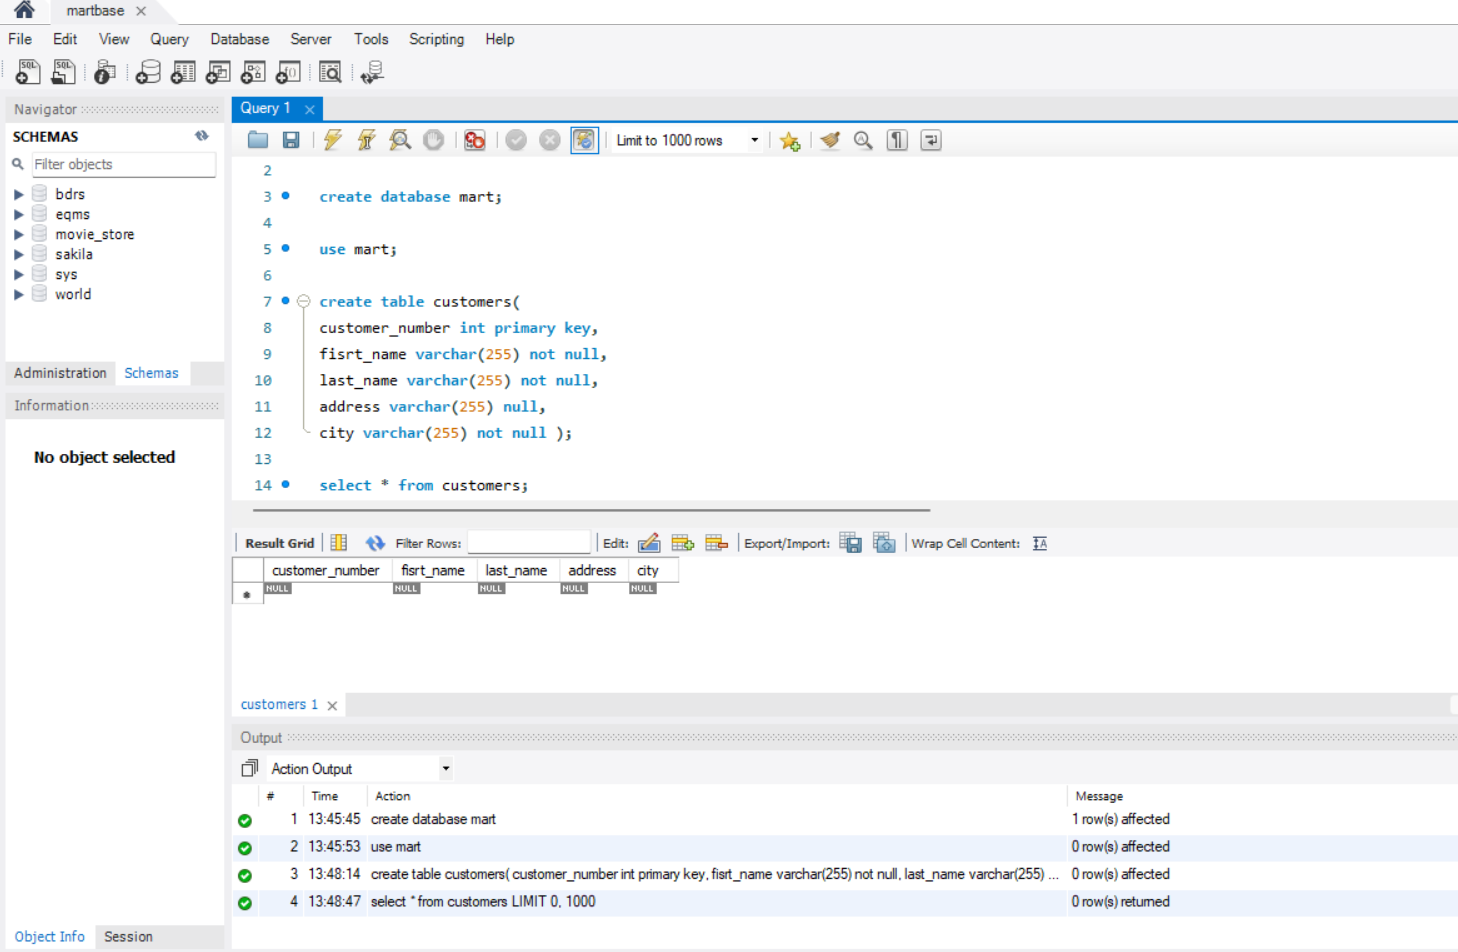 martbase
File Edit View Query Database Server Tools Scripting Help
Navigator
SCHEMAS
Filter objects
bdrs
eqms
movie_store
sakila
sys
world
Administration Schemas
Information
No object selected
Object Info Session
Query 1
Limit to 1000 rows
2
3 create database mart;
4
5 use mart;
6
7 create table customers(
8 customer_number int primary key,
9 fisrt_name varchar(255) not null,
10 last_name varchar(255) not null,
11 address varchar(255) null,
12 city varchar(255) not null );
13
14 select * from customers;
Result Grid Filter Rows: Edit: Export/Import: Wrap Cell Content:
customer_number fisrt_name last_name address city
NULL NULL NULL NULL NULL
customers 1
Output
Action Output
# Time Action Message
1 13:45:45 create database mart 1 row(s) affected
2 13:45:53 use mart 0 row(s) affected
3 13:48:14 create table customers( customer_number int primary key, fisrt_name varchar(255) not null, last_name varchar(255) ... 0 row(s) affected
4 13:48:47 select * from customers LIMIT 0, 1000 0 row(s) returned